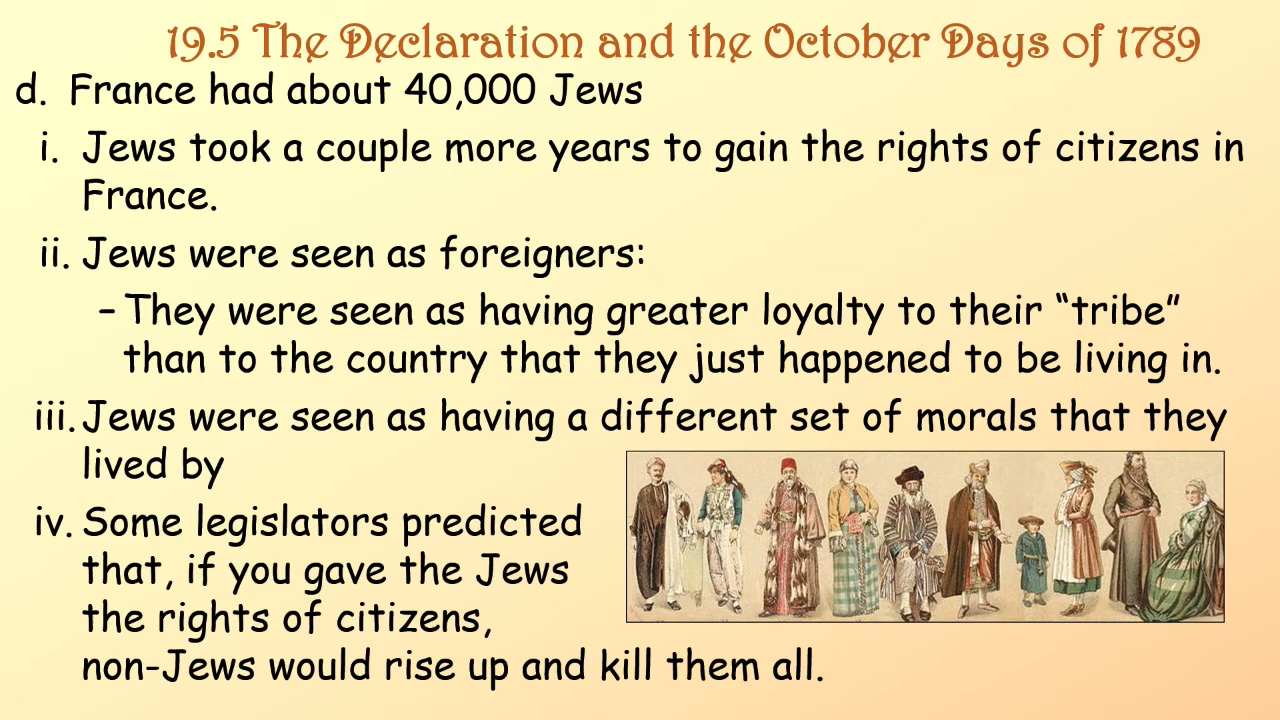 19.5 The Declaration and the October Days of 1789
d. France had about 40,000 Jews
i. Jews took a couple more years to gain the rights of citizens in
France.
ii. Jews were seen as foreigners:
– They were seen as having greater loyalty to their “tribe”
than to the country that they just happened to be living in.
iii. Jews were seen as having a different set of morals that they
lived by
iv. Some legislators predicted
that, if you gave the Jews
the rights of citizens,
non-Jews would rise up and kill them all.